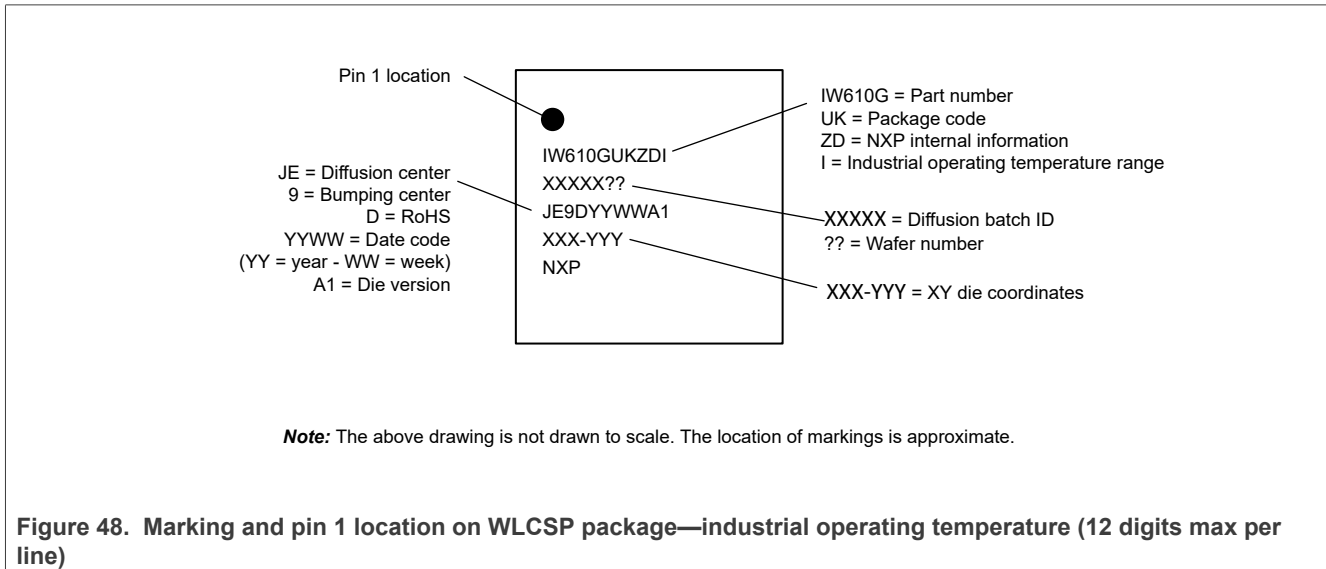 Pin 1 location
IW610GUKZDI
XXXXX??
JE9DYYWWA1
XXX-YYY
NXP
JE = Diffusion center
9 = Bumping center
D = RoHS
YYWW = Date code
(YY = year - WW = week)
A1 = Die version
IW610G = Part number
UK = Package code
ZD = NXP internal information
I = Industrial operating temperature range
XXXXX = Diffusion batch ID
?? = Wafer number
XXX-YYY = XY die coordinates
Note: The above drawing is not drawn to scale. The location of markings is approximate.
Figure 48. Marking and pin 1 location on WLCSP package—industrial operating temperature (12 digits max per
line)